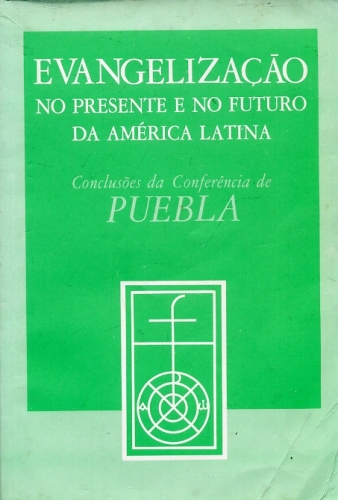 EVANGELIZAÇÃO
NO PRESENTE E NO FUTURO
DA AMÉRICA LATINA
Conclusões da Conferência de
PUEBLA